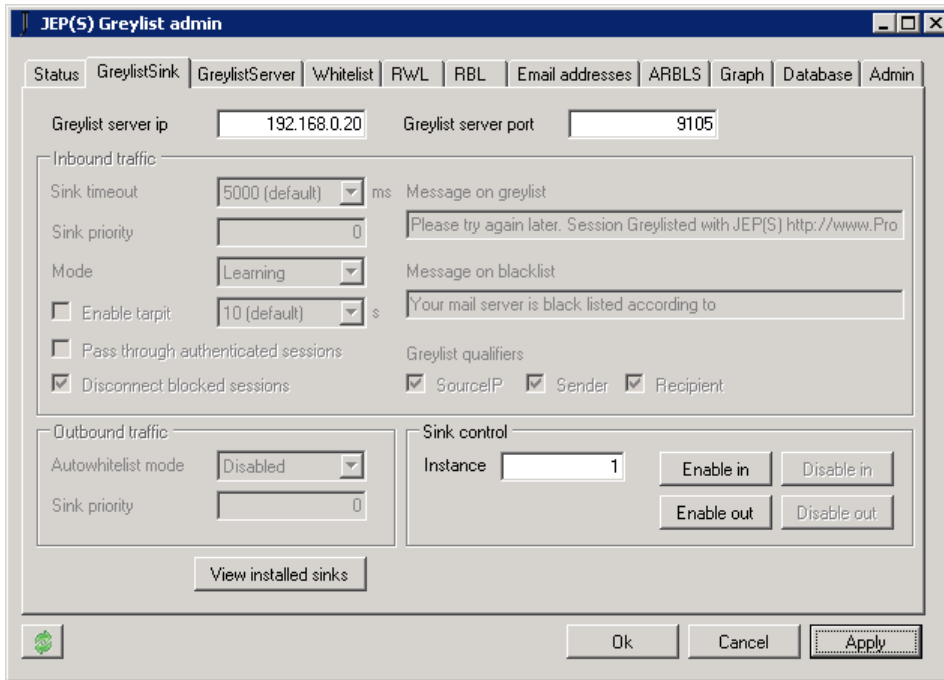 JEP(S) Greylist admin
Status GreylistSink GreylistServer Whitelist RWL RBL Email addresses ARBLS Graph Database Admin
Greylist server ip 192.168.0.20 Greylist server port 9105
Inbound traffic
Sink timeout 5000 (default) ms Message on greylist
Please try again later. Session Greylisted with JEP(S) http://www.Pro
Sink priority 0
Mode Learning Message on blacklist
Enable tarpit 10 (default) s Your mail server is black listed according to
Pass through authenticated sessions Greylist qualifiers
Disconnect blocked sessions SourceIP Sender Recipient
Outbound traffic Sink control
Autowhitelist mode Disabled Instance 1 Enable in Disable in
Sink priority 0 Enable out Disable out
View installed sinks
Ok Cancel Apply